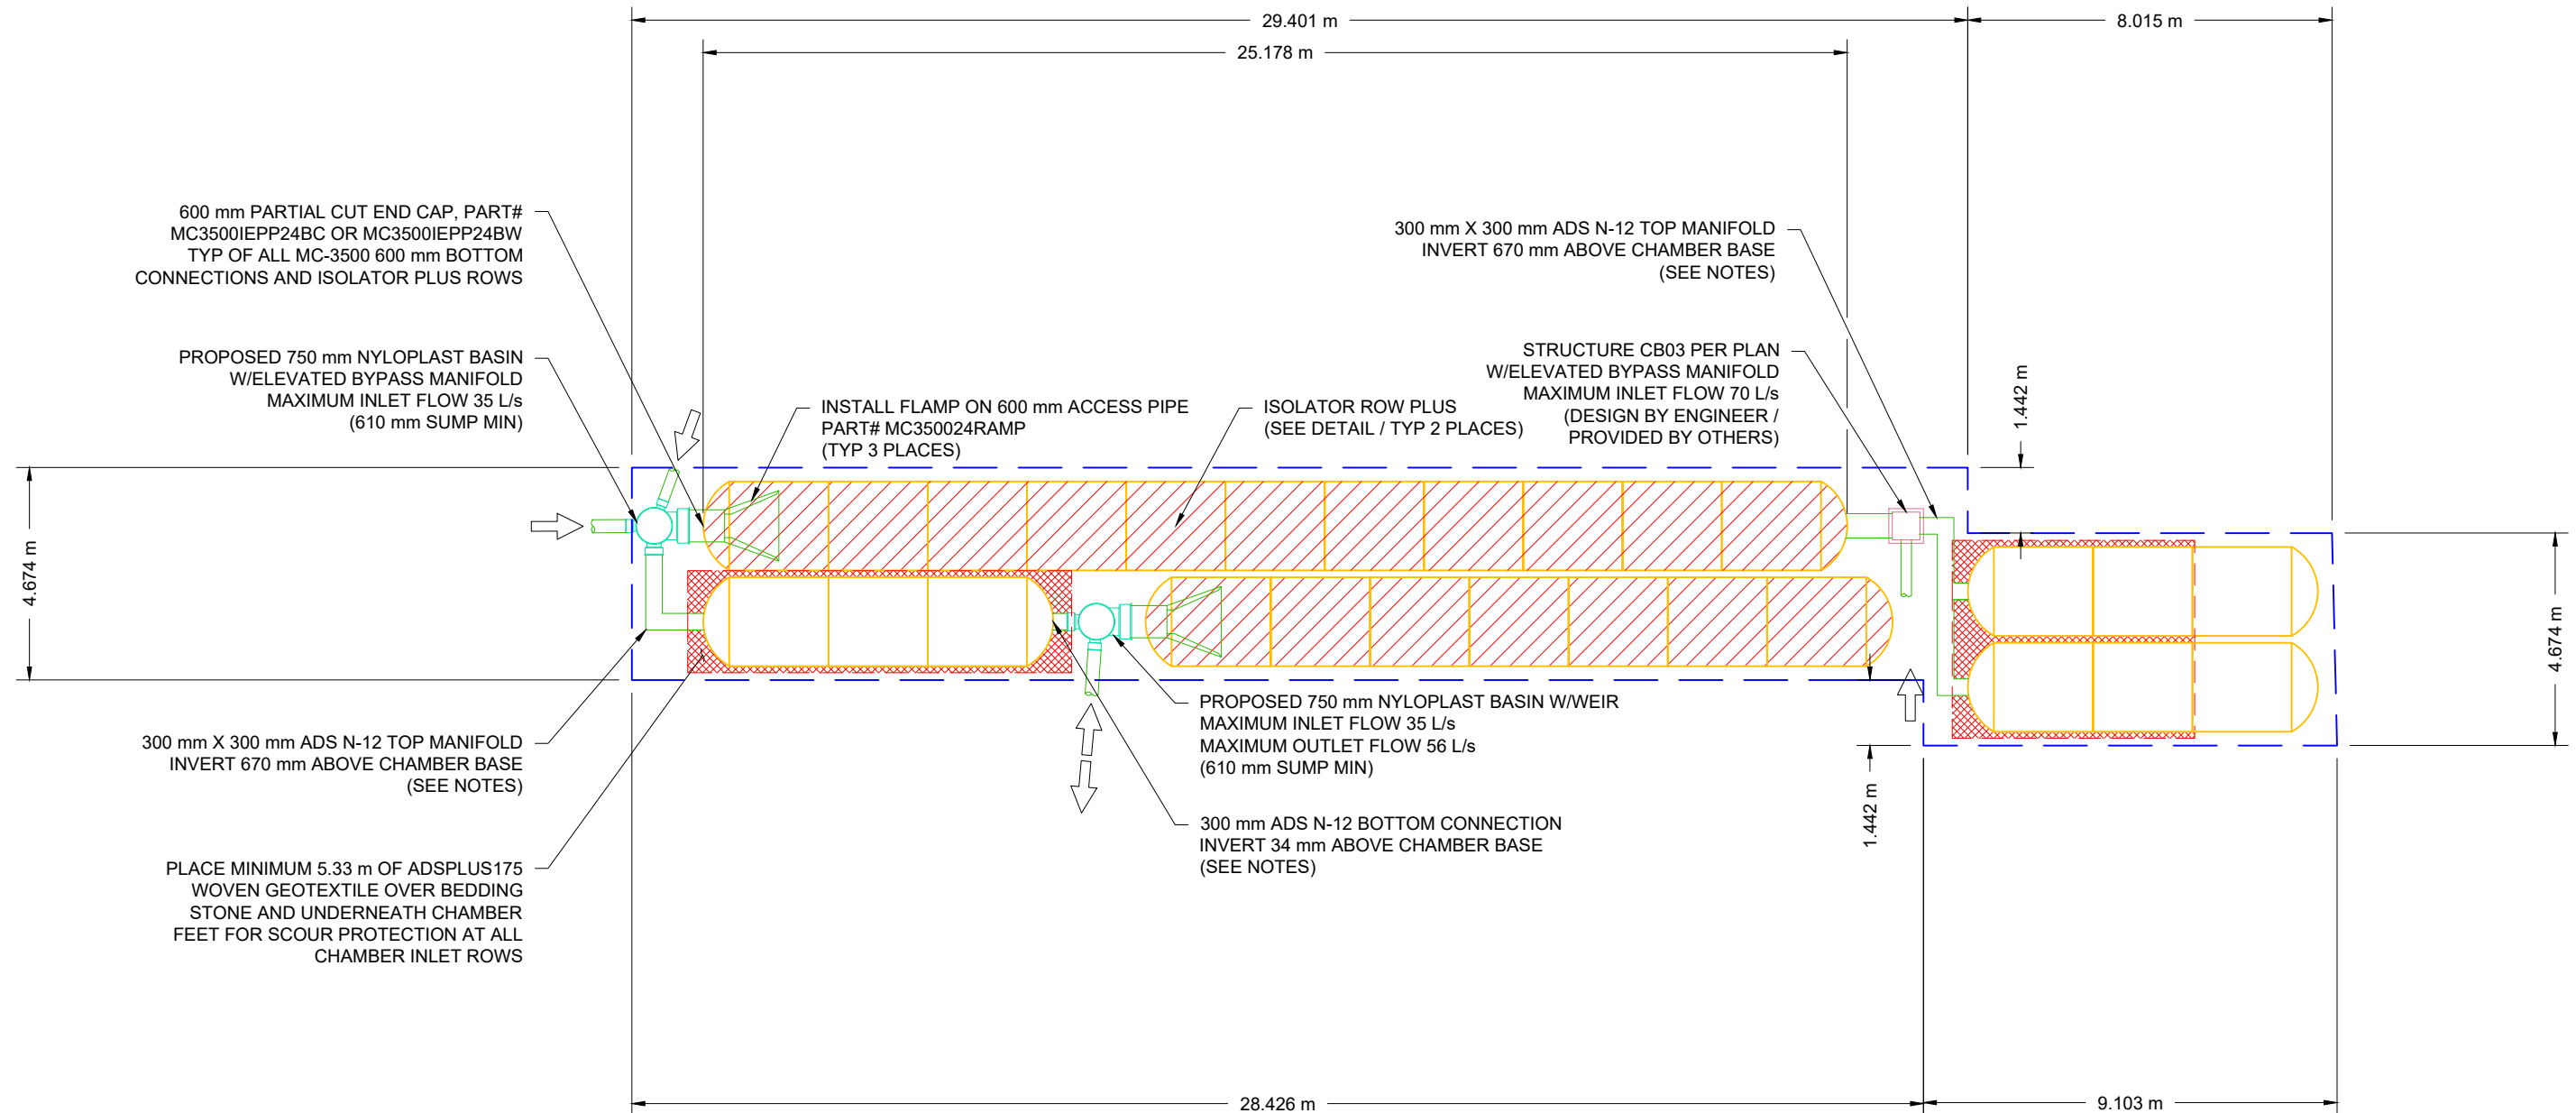 29.401 m
8.015 m
25.178 m
600 mm PARTIAL CUT END CAP, PART#
MC3500IEPP24BC OR MC3500IEPP24BW
TYP OF ALL MC-3500 600 mm BOTTOM
CONNECTIONS AND ISOLATOR PLUS ROWS
300 mm X 300 mm ADS N-12 TOP MANIFOLD
INVERT 670 mm ABOVE CHAMBER BASE
(SEE NOTES)
PROPOSED 750 mm NYLOPLAST BASIN
W/ELEVATED BYPASS MANIFOLD
MAXIMUM INLET FLOW 35 L/s
(610 mm SUMP MIN)
STRUCTURE CB03 PER PLAN
W/ELEVATED BYPASS MANIFOLD
MAXIMUM INLET FLOW 70 L/s
(DESIGN BY ENGINEER /
PROVIDED BY OTHERS)
INSTALL FLAMP ON 600 mm ACCESS PIPE
PART# MC350024RAMP
(TYP 3 PLACES)
ISOLATOR ROW PLUS
(SEE DETAIL / TYP 2 PLACES)
1.442 m
4.674 m
4.674 m
300 mm X 300 mm ADS N-12 TOP MANIFOLD
INVERT 670 mm ABOVE CHAMBER BASE
(SEE NOTES)
PROPOSED 750 mm NYLOPLAST BASIN W/WEIR
MAXIMUM INLET FLOW 35 L/s
MAXIMUM OUTLET FLOW 56 L/s
(610 mm SUMP MIN)
1.442 m
300 mm ADS N-12 BOTTOM CONNECTION
INVERT 34 mm ABOVE CHAMBER BASE
(SEE NOTES)
PLACE MINIMUM 5.33 m OF ADSPLUS175
WOVEN GEOTEXTILE OVER BEDDING
STONE AND UNDERNEATH CHAMBER
FEET FOR SCOUR PROTECTION AT ALL
CHAMBER INLET ROWS
28.426 m
9.103 m